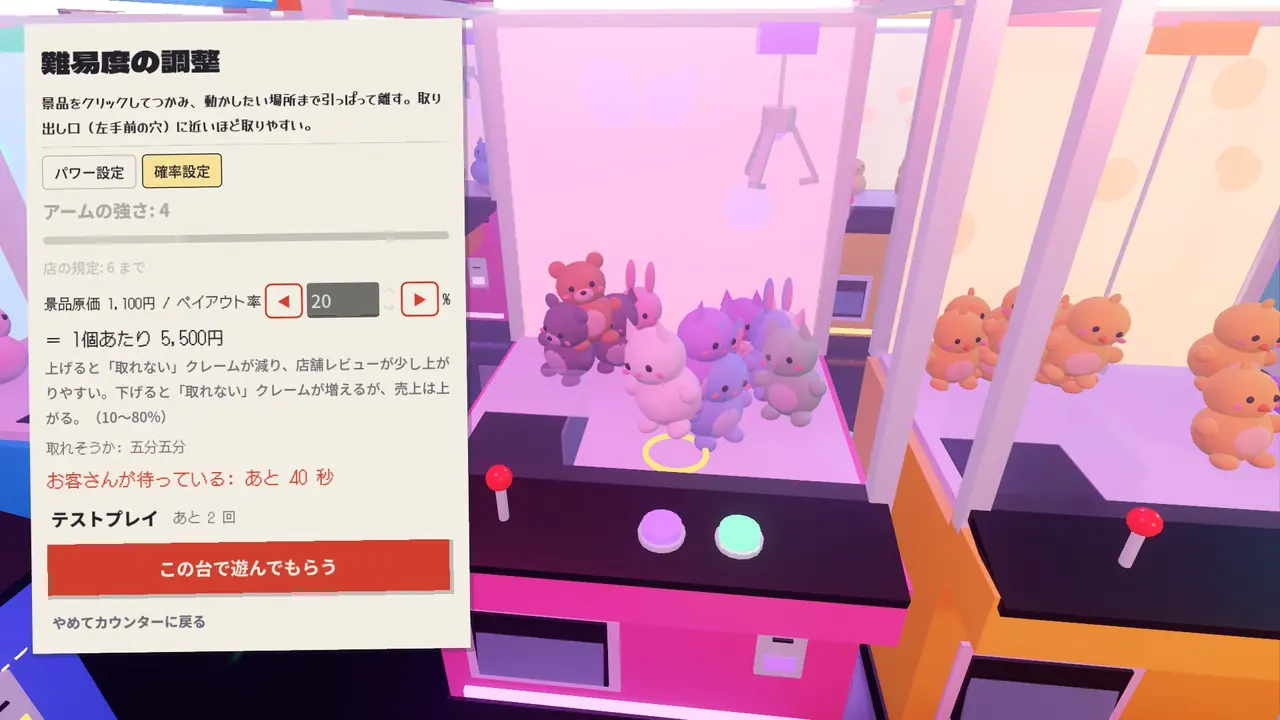 難易度の調整
景品をクリックしてつかみ、動かしたい場所まで引っぱって離す。取り
出し口（左手前の穴）に近いほど取りやすい。
パワー設定 確率設定
アームの強さ: 4
店の規定: 6 まで
景品原価 1,100円 / ペイアウト率 ◀ 20 ▶ %
= 1個あたり 5,500円
上げると「取れない」クレームが減り、店舗レビューが少し上が
りやすい。下げると「取れない」クレームが増えるが、売上は上
がる。（10〜80%）
取れそうか: 五分五分
お客さんが待っている: あと 40 秒
テストプレイ あと 2 回
この台で遊んでもらう
やめてカウンターに戻る